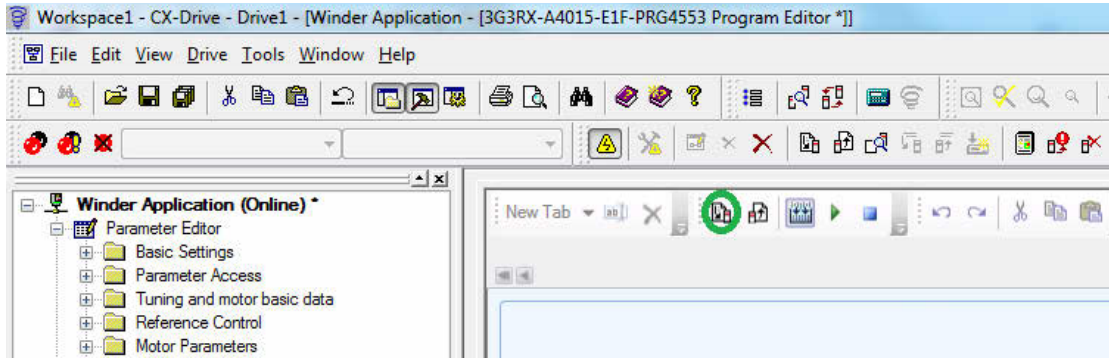 Workspace1 - CX-Drive - Drive1 - [Winder Application - [3G3RX-A4015-E1F-PRG4553 Program Editor *]]
File Edit View Drive Tools Window Help
Winder Application (Online) *
New Tab
Parameter Editor
Basic Settings
Parameter Access
Tuning and motor basic data
Reference Control
Motor Parameters